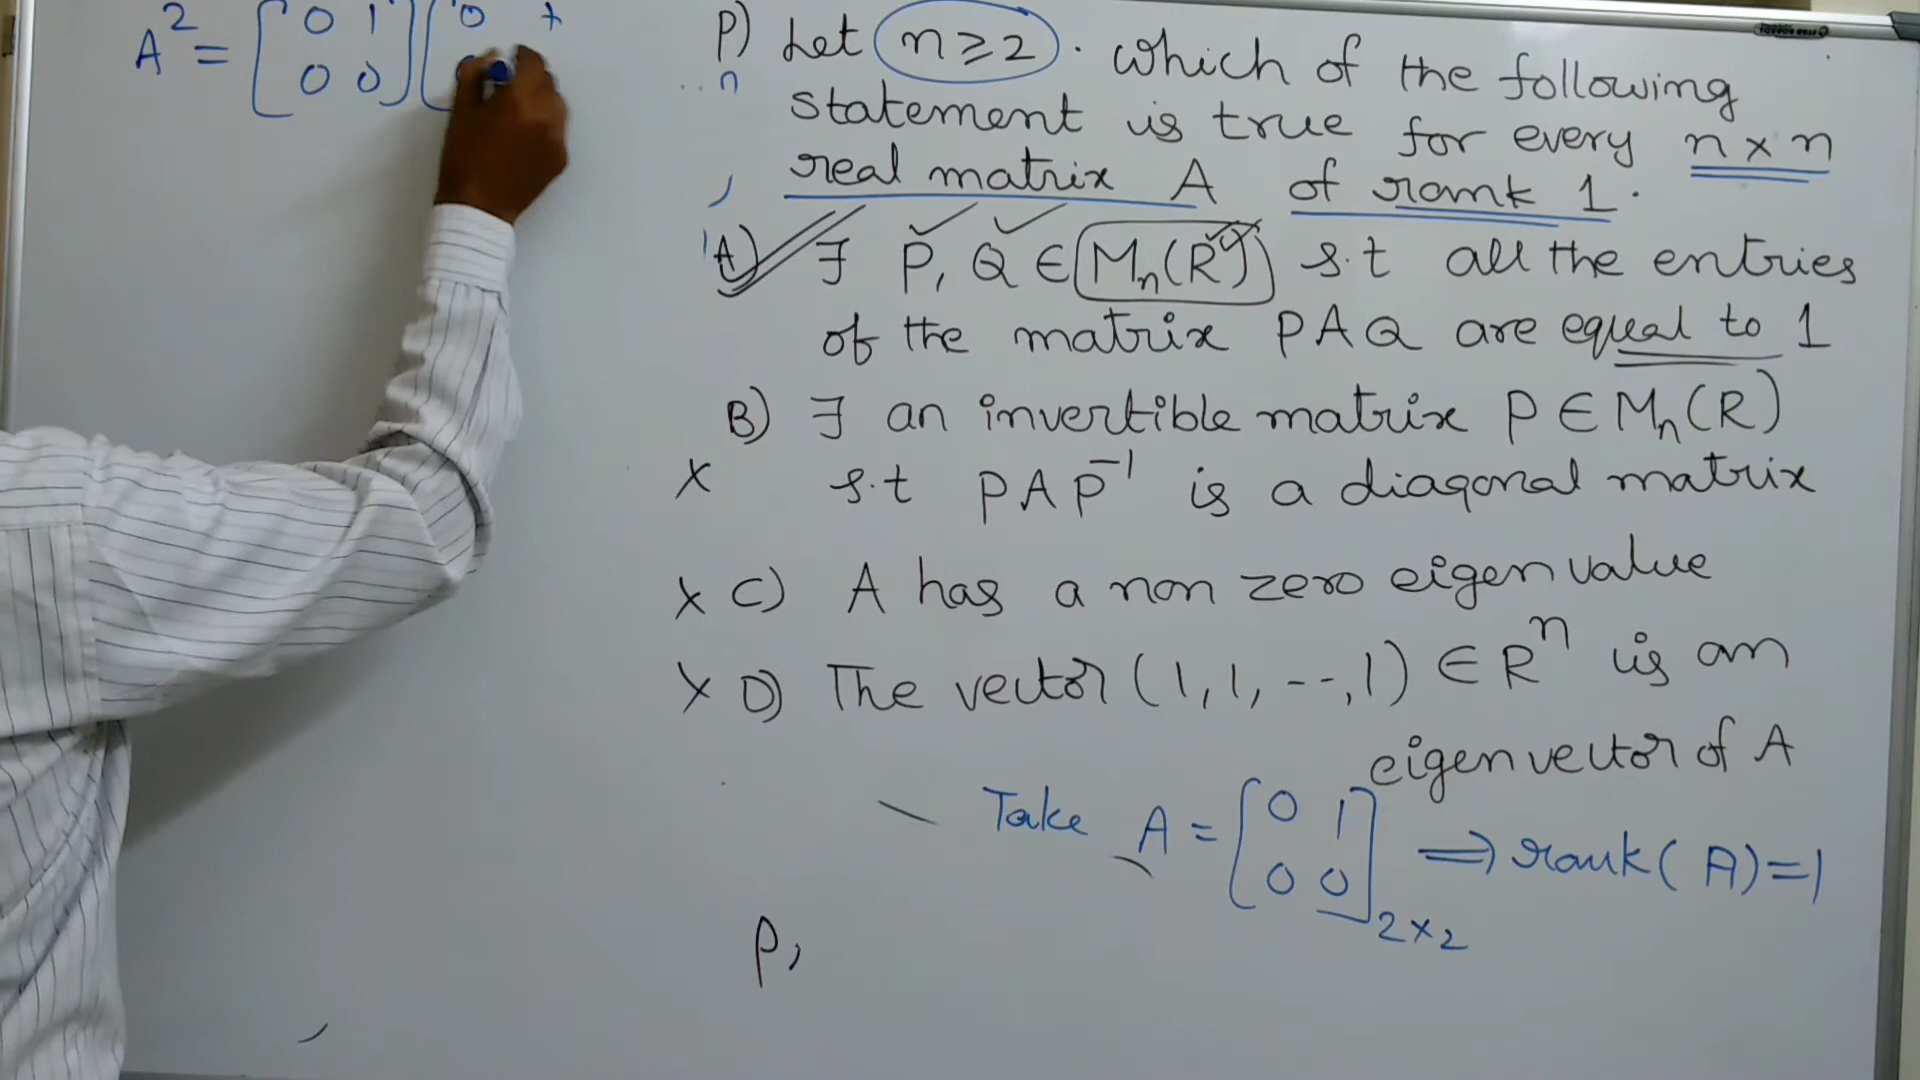 A² = [0 1 [0 +
0 0]
P) Let n ≥ 2. Which of the following
n
statement is true for every n x n
real matrix A of rank 1.
A) ∃ P, Q ∈ Mn(R) s.t all the entries
of the matrix PAQ are equal to 1
B) ∃ an invertible matrix P ∈ Mn(R)
X s.t PAP⁻¹ is a diagonal matrix
X C) A has a non zero eigen value
X D) The vector (1, 1, --, 1) ∈ Rⁿ is an
eigen vector of A
Take A = [0 1
0 0] 2x2 ⟹ rank(A) = 1
P,